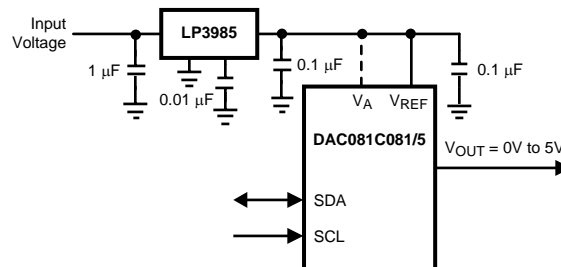 Input
Voltage
LP3985
1 µF
0.01 µF
0.1 µF
0.1 µF
VA
VREF
DAC081C081/5
VOUT = 0V to 5V
SDA
SCL